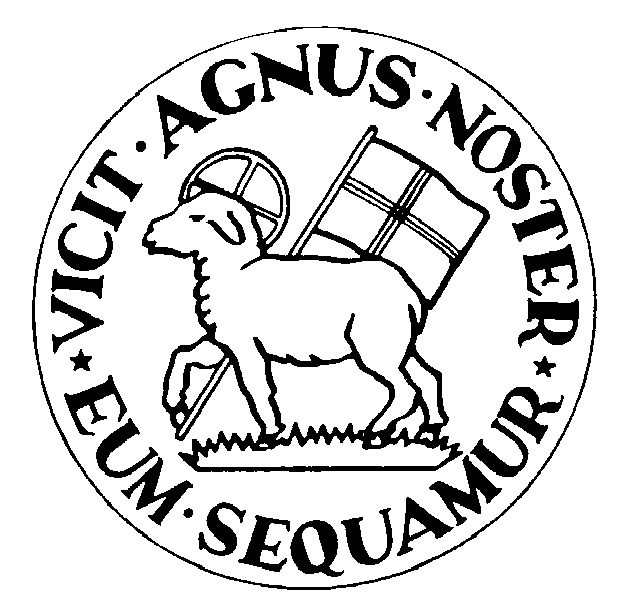 VICIT · AGNUS · NOSTER
★ EUM · SEQUAMUR ★